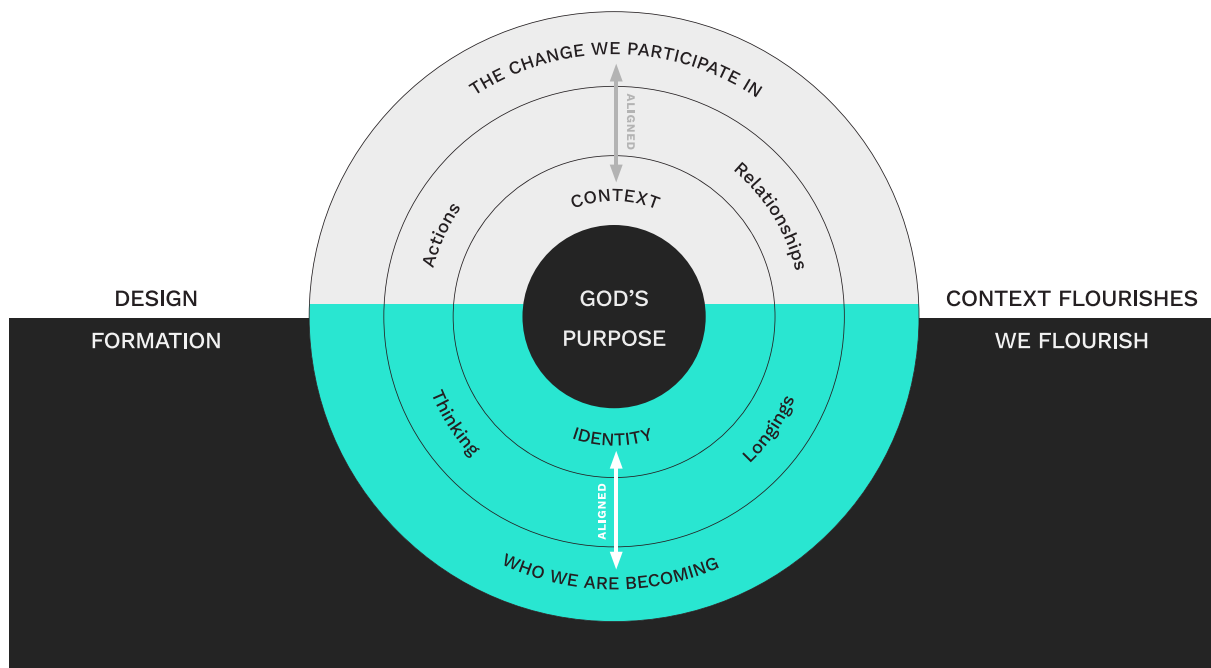 THE CHANGE WE PARTICIPATE IN
ALIGNED
Relationships
Actions
CONTEXT
DESIGN
GOD'S
PURPOSE
CONTEXT FLOURISHES
FORMATION
WE FLOURISH
Thinking
Longings
IDENTITY
ALIGNED
WHO WE ARE BECOMING